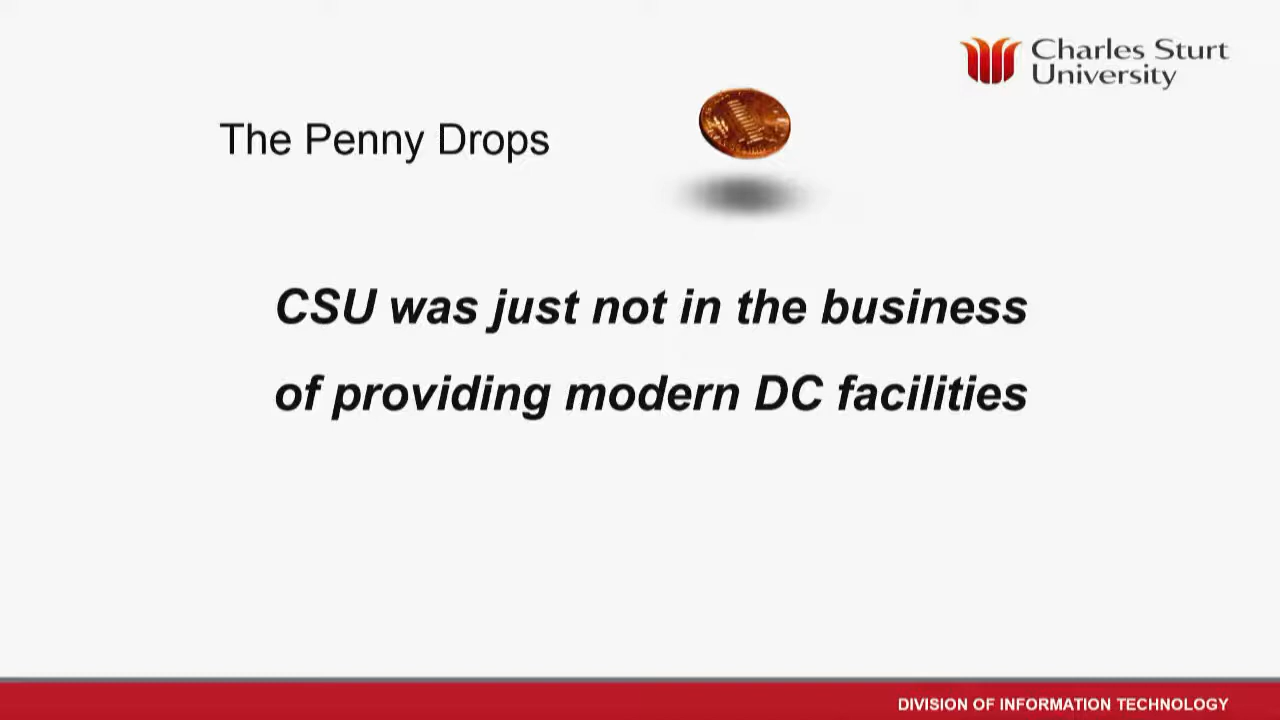 Charles Sturt
University
The Penny Drops
CSU was just not in the business
of providing modern DC facilities
DIVISION OF INFORMATION TECHNOLOGY